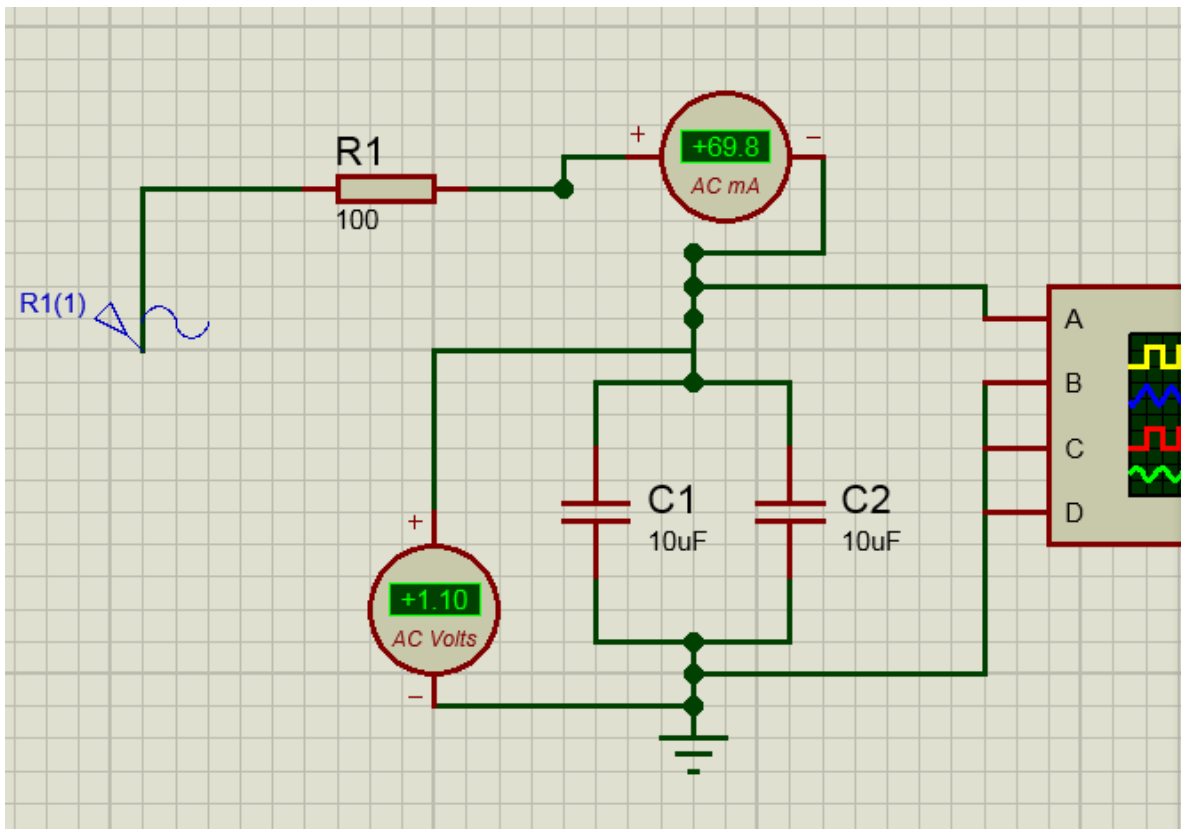 R1
100
+
+69.8
−
AC mA
R1(1)
A
B
C
D
C1
10uF
C2
10uF
+
+1.10
AC Volts
−